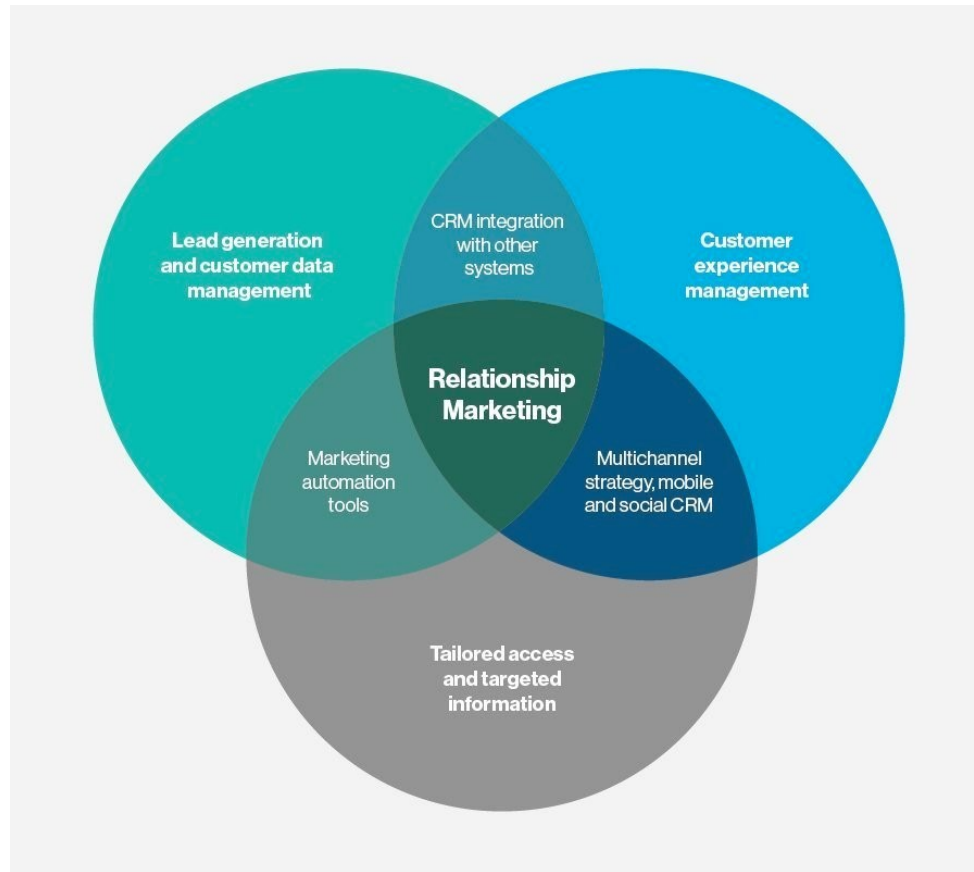 Lead generation
and customer data
management
CRM integration
with other
systems
Customer
experience
management
Relationship
Marketing
Marketing
automation
tools
Multichannel
strategy, mobile
and social CRM
Tailored access
and targeted
information